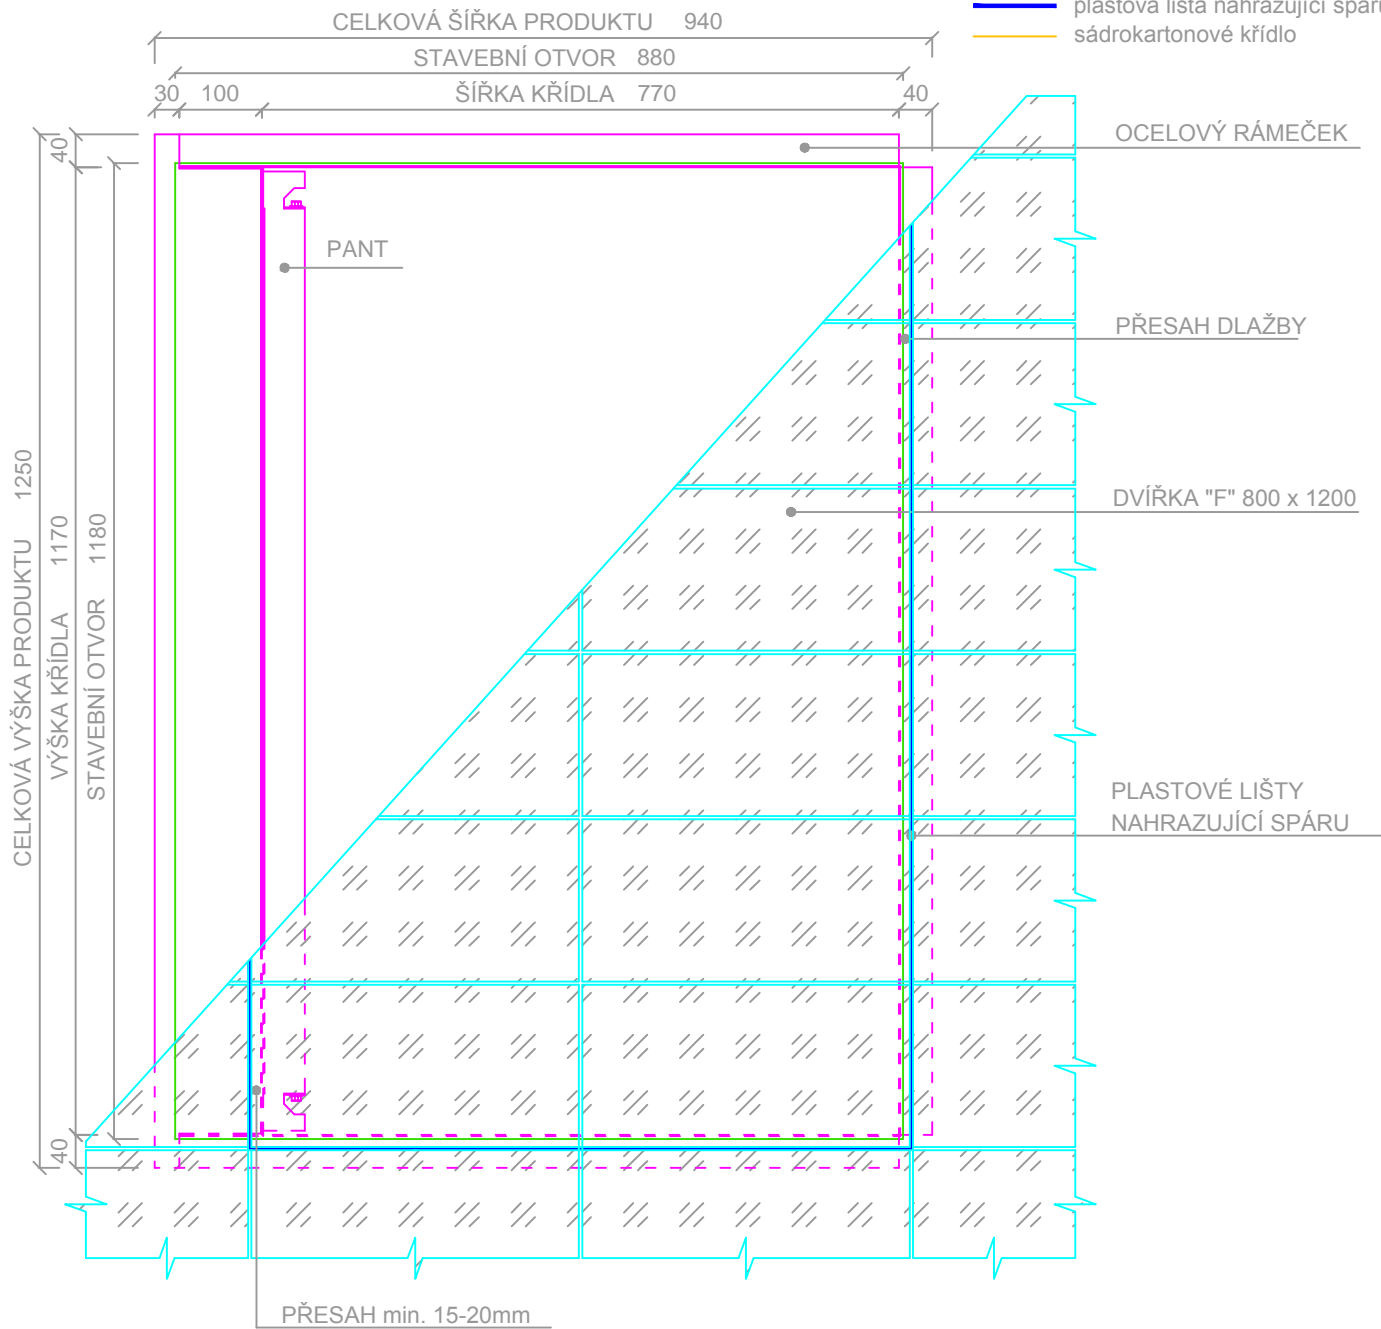 plastová lišta nahrazující spáru
sádrokartonové křídlo
CELKOVÁ ŠÍŘKA PRODUKTU 940
STAVEBNÍ OTVOR 880
30 100 ŠÍŘKA KŘÍDLA 770 40
OCELOVÝ RÁMEČEK
40
PANT
PŘESAH DLAŽBY
DVÍŘKA "F" 800 x 1200
CELKOVÁ VÝŠKA PRODUKTU 1250
VÝŠKA KŘÍDLA 1170
STAVEBNÍ OTVOR 1180
PLASTOVÉ LIŠTY
NAHRAZUJÍCÍ SPÁRU
40
PŘESAH min. 15-20mm